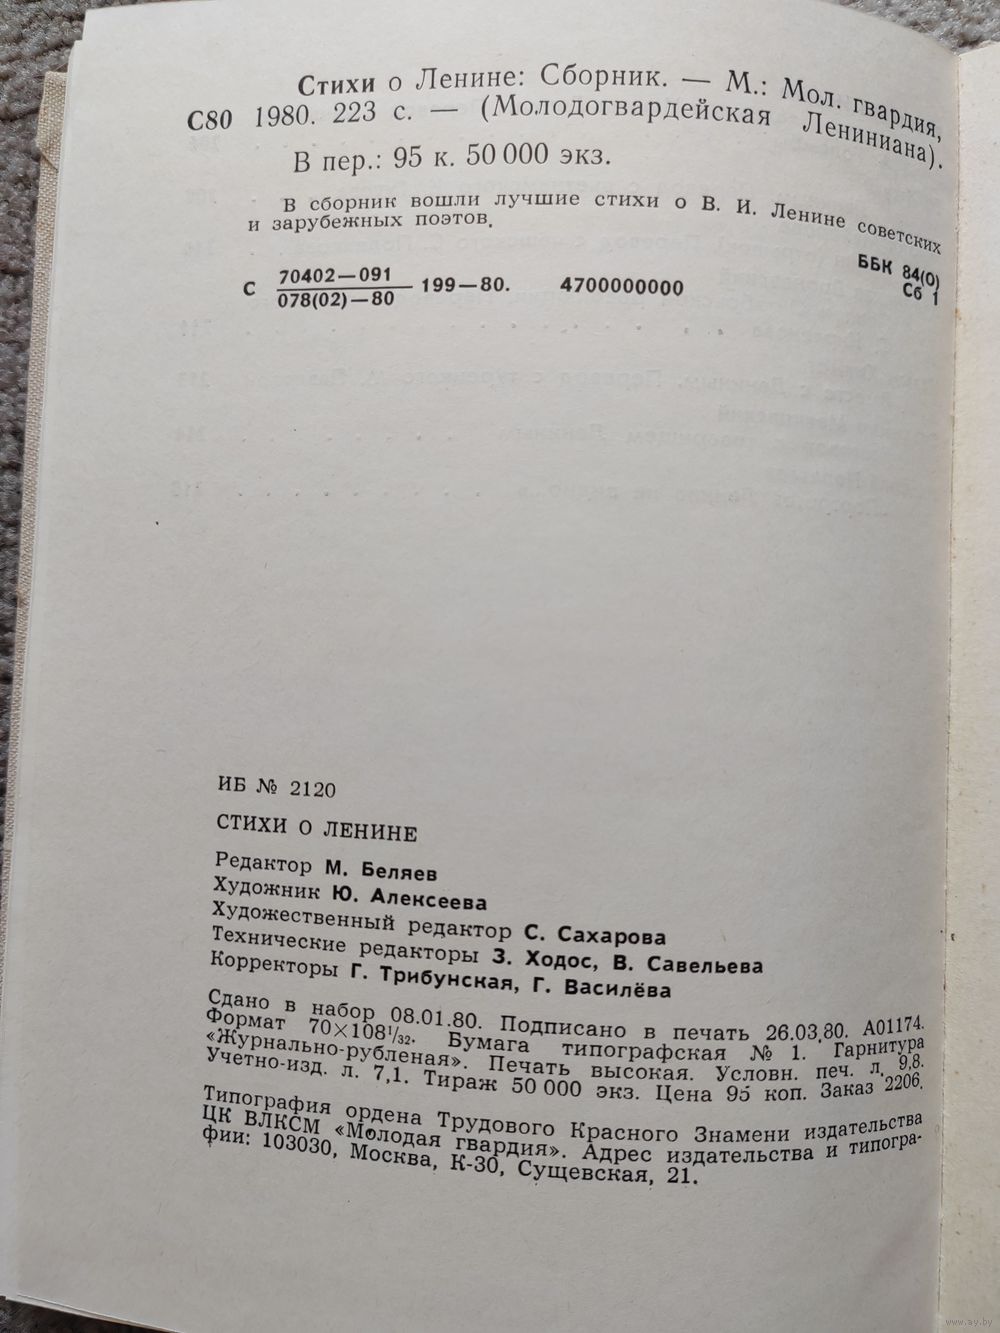 Стихи о Ленине: Сборник. — М.: Мол. гвардия,
С80 1980. 223 с. — (Молодогвардейская Лениниана).
В пер.: 95 к. 50 000 экз.
В сборник вошли лучшие стихи о В. И. Ленине советских
и зарубежных поэтов.
С 70402—091
078(02)—80 199—80. 4700000000
ББК 84(0)
Сб 1
ИБ № 2120
СТИХИ О ЛЕНИНЕ
Редактор М. Беляев
Художник Ю. Алексеева
Художественный редактор С. Сахарова
Технические редакторы З. Ходос, В. Савельева
Корректоры Г. Трибунская, Г. Василёва
Сдано в набор 08.01.80. Подписано в печать 26.03.80. А01174.
Формат 70×108¹/₃₂. Бумага типографская № 1. Гарнитура
«Журнально-рубленая». Печать высокая. Условн. печ. л. 9,8.
Учетно-изд. л. 7,1. Тираж 50 000 экз. Цена 95 коп. Заказ 2206.
Типография ордена Трудового Красного Знамени издательства
ЦК ВЛКСМ «Молодая гвардия». Адрес издательства и типогра-
фии: 103030, Москва, К-30, Сущевская, 21.
www.ay.by